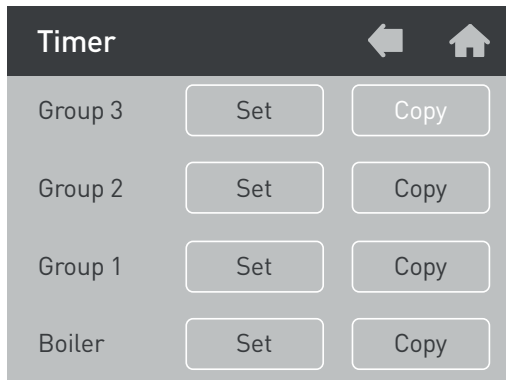 Timer
Group 3 Set Copy
Group 2 Set Copy
Group 1 Set Copy
Boiler Set Copy